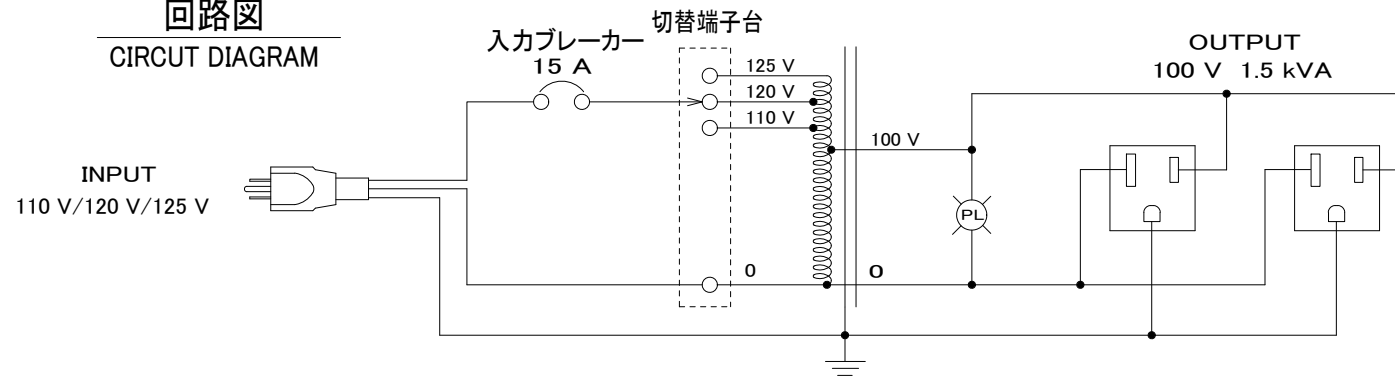 回路図
CIRCUT DIAGRAM
切替端子台
入力ブレーカー
15 A
125 V
120 V
110 V
100 V
OUTPUT
100 V 1.5 kVA
INPUT
110 V/120 V/125 V
PL
0
0